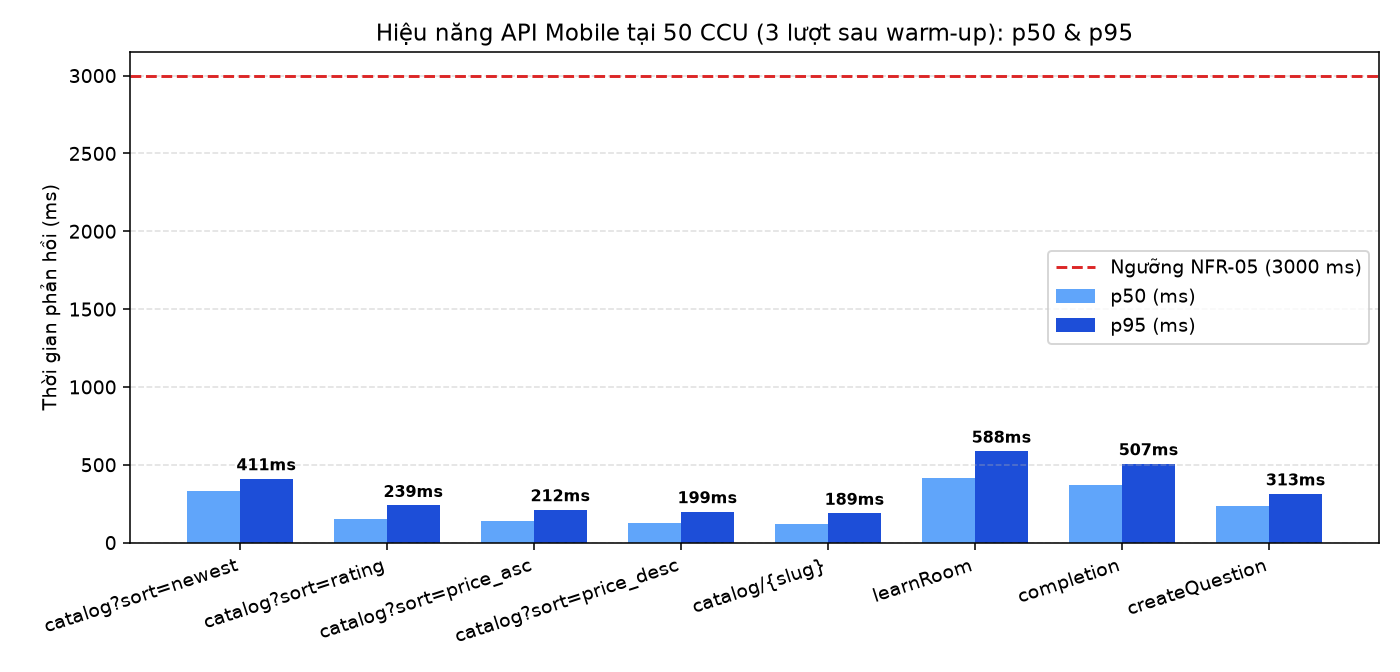 Hiệu năng API Mobile tại 50 CCU (3 lượt sau warm-up): p50 & p95
Thời gian phản hồi (ms)
3000
2500
2000
1500
1000
500
0
Ngưỡng NFR-05 (3000 ms)
p50 (ms)
p95 (ms)
411ms
239ms
212ms
199ms
189ms
588ms
507ms
313ms
catalog?sort=newest
catalog?sort=rating
catalog?sort=price_asc
catalog?sort=price_desc
catalog/{slug}
learnRoom
completion
createQuestion